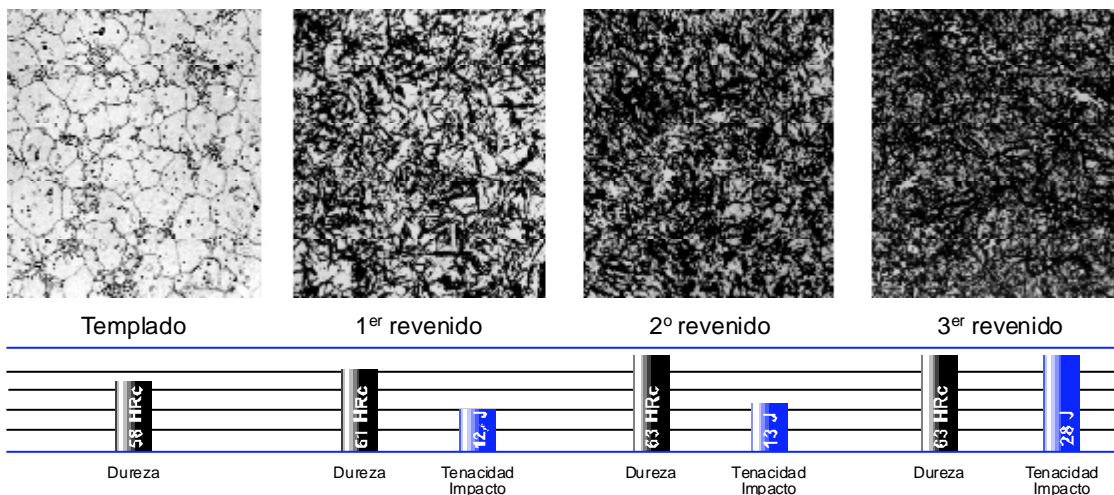 Templado
1er revenido
2º revenido
3er revenido
HRc
61 HRc
J
63 HRc
13 J
63 HRc
28 J
Dureza
Dureza
Tenacidad
Impacto
Dureza
Tenacidad
Impacto
Dureza
Tenacidad
Impacto